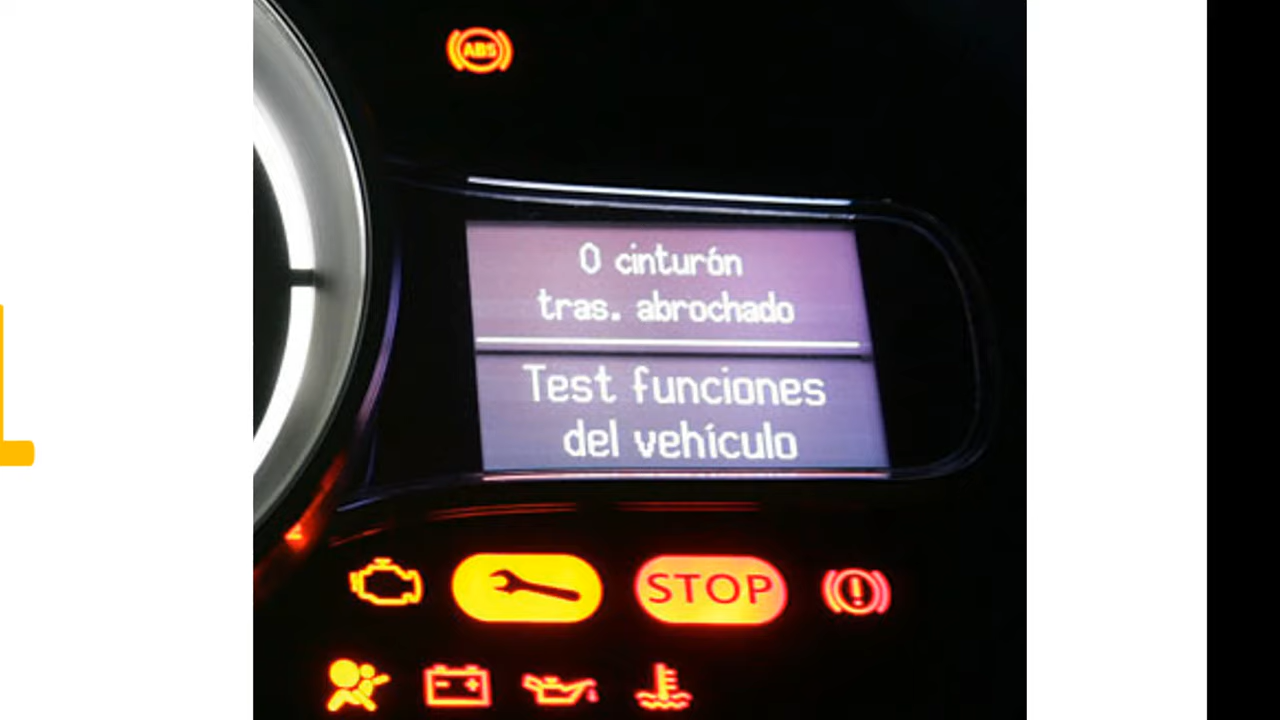 ABS
0 cinturón
tras. abrochado
Test funciones
del vehículo
STOP